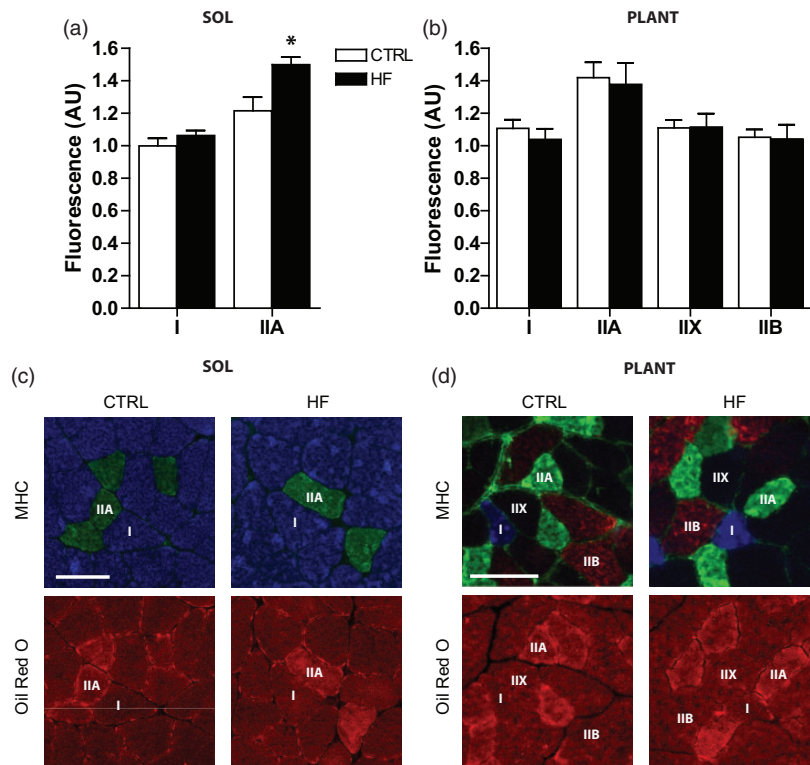 (a)
SOL
Fluorescence (AU)
1.6
1.4
1.2
1.0
0.8
0.6
0.4
0.2
0.0
*
I
IIA
CTRL
HF
(b)
PLANT
Fluorescence (AU)
1.6
1.4
1.2
1.0
0.8
0.6
0.4
0.2
0.0
I
IIA
IIX
IIB
(c)
SOL
CTRL
HF
MHC
IIA
I
IIA
I
Oil Red O
IIA
I
IIA
I
(d)
PLANT
CTRL
HF
MHC
IIA
IIX
I
IIB
IIX
IIA
IIB
I
Oil Red O
IIA
IIX
I
IIB
IIX
IIA
I
IIB